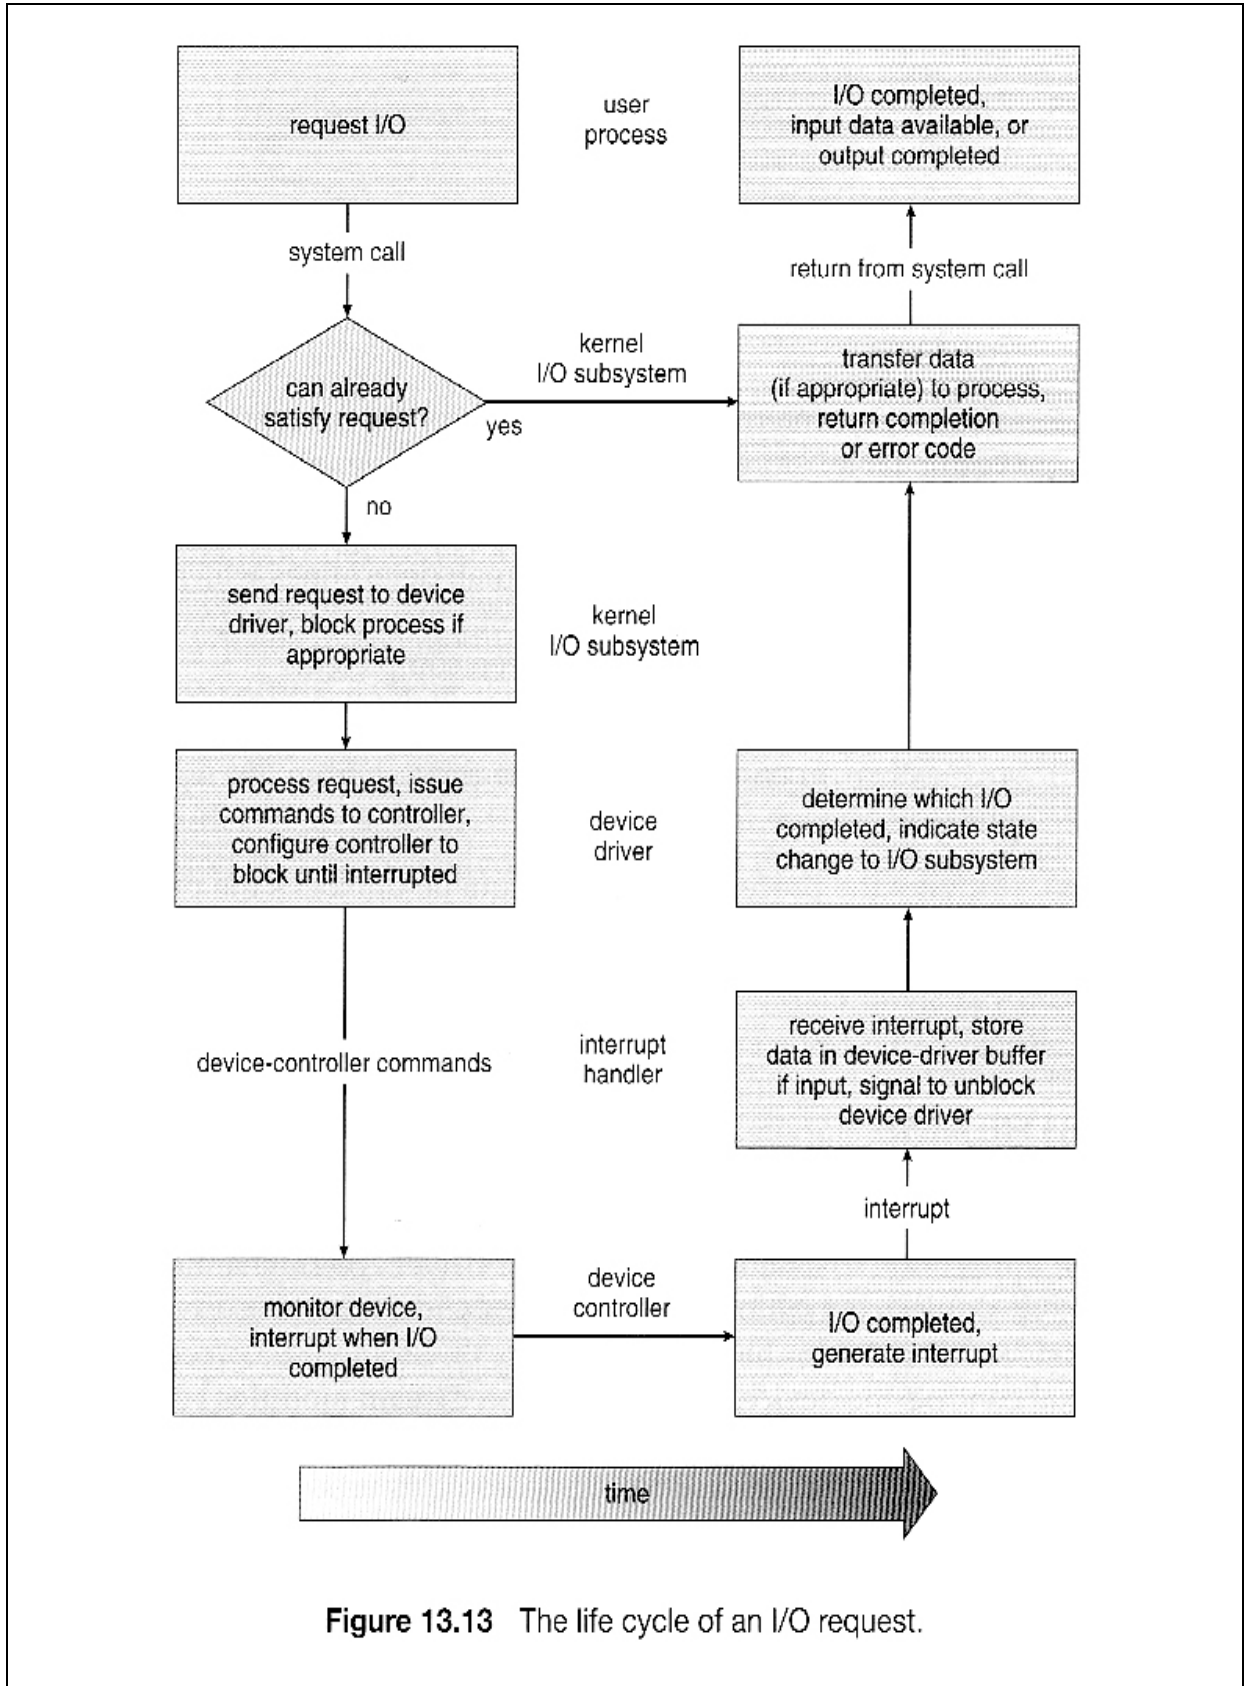 request I/O
user
process
I/O completed,
input data available, or
output completed
system call
return from system call
can already
satisfy request?
kernel
I/O subsystem
yes
transfer data
(if appropriate) to process,
return completion
or error code
no
send request to device
driver, block process if
appropriate
kernel
I/O subsystem
process request, issue
commands to controller,
configure controller to
block until interrupted
device
driver
determine which I/O
completed, indicate state
change to I/O subsystem
device-controller commands
interrupt
handler
receive interrupt, store
data in device-driver buffer
if input, signal to unblock
device driver
interrupt
monitor device,
interrupt when I/O
completed
device
controller
I/O completed,
generate interrupt
time
Figure 13.13 The life cycle of an I/O request.